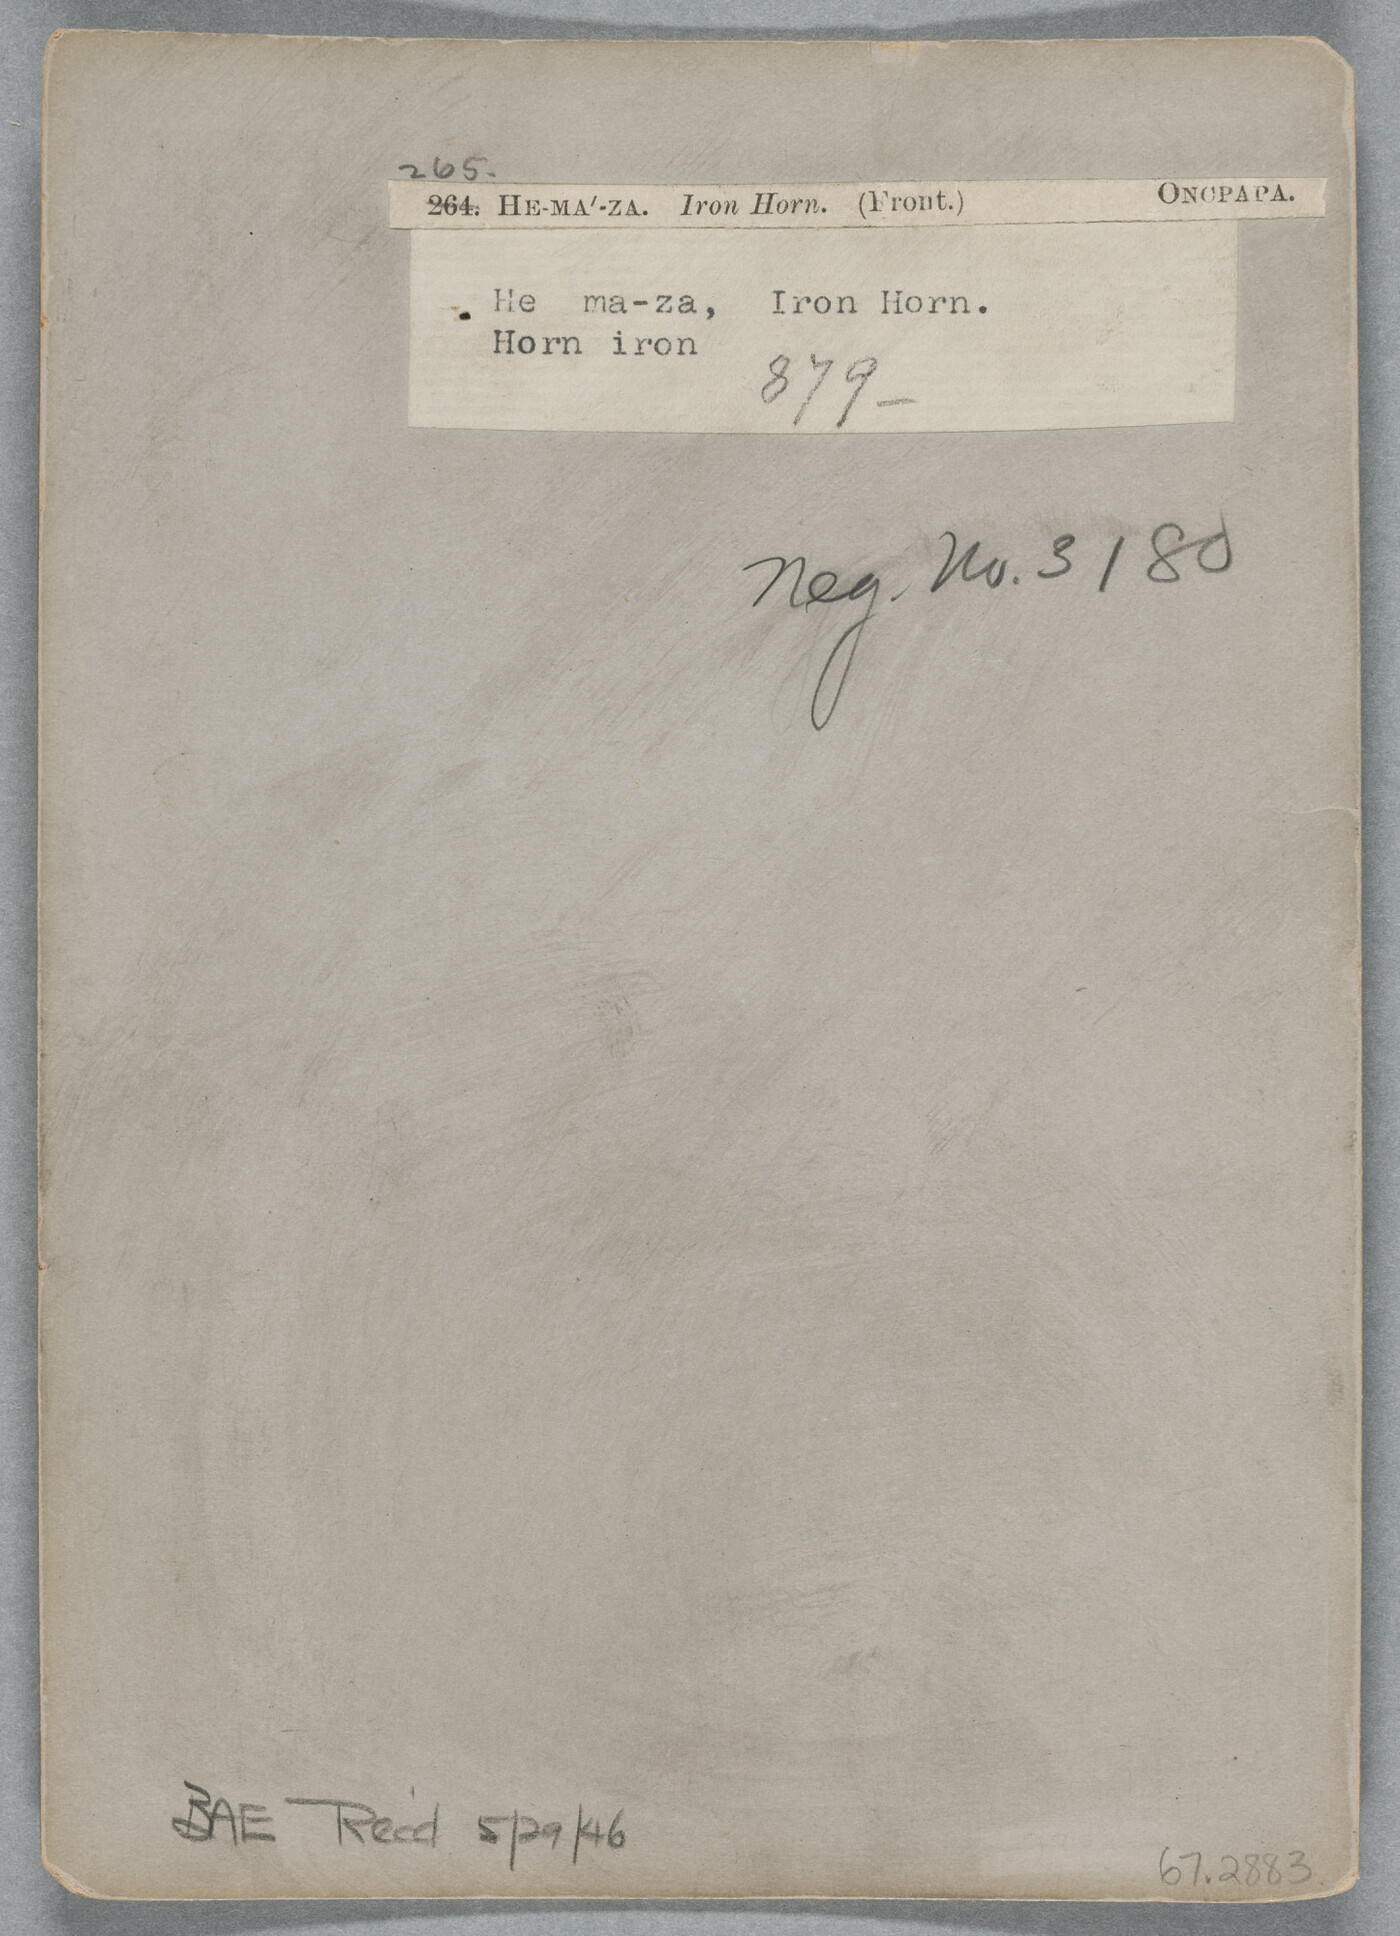 265.
264. HE-MA'-ZA. Iron Horn. (Front.) ONCPAPA.
He ma-za, Iron Horn.
Horn iron
879-
Neg. No. 3180
BAE Rec'd 5/29/46
67.2883